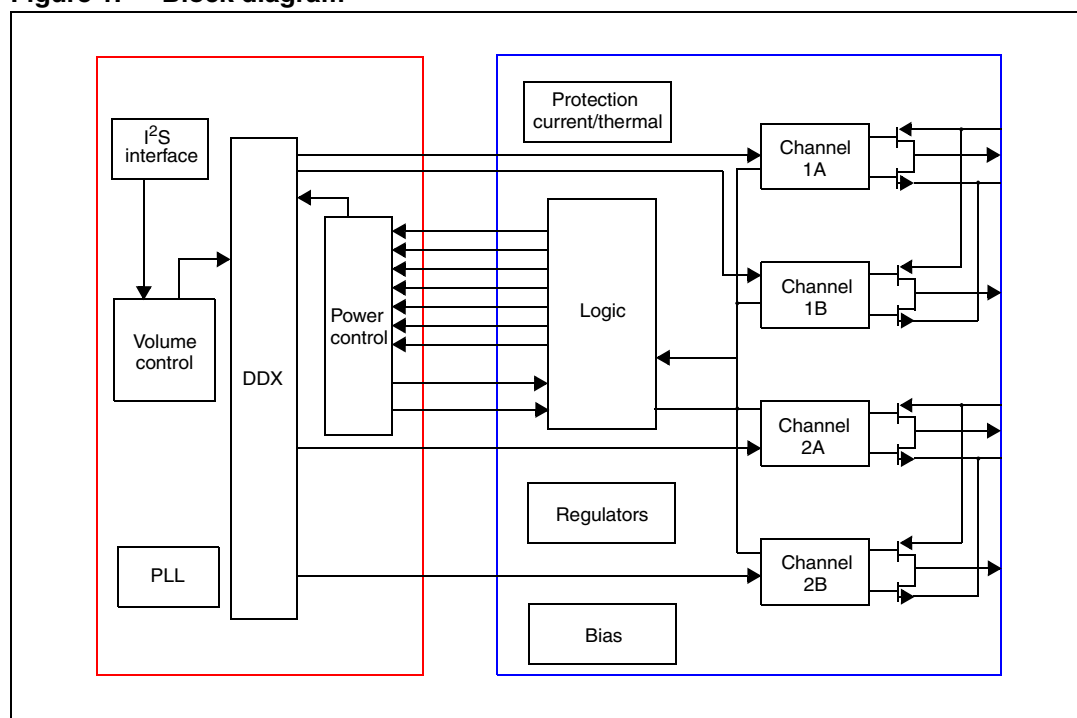 Figure 1. Block diagram
I²S
interface
Volume
control
PLL
DDX
Power
control
Protection
current/thermal
Logic
Regulators
Bias
Channel
1A
Channel
1B
Channel
2A
Channel
2B